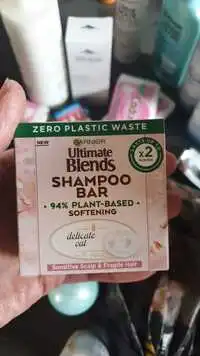 ZERO PLASTIC WASTE
NEW
GARNIER
Ultimate
Blends
x2
SHAMPOO
BAR
• 94% PLANT-BASED •
SOFTENING
delicate
oat
Sensitive Scalp & Fragile Hair